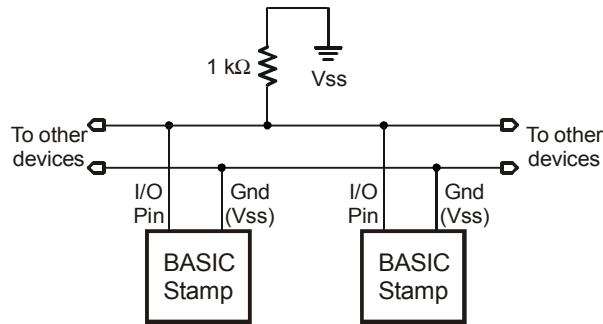 1 kΩ
Vss
To other
devices
To other
devices
I/O
Pin
Gnd
(Vss)
I/O
Pin
Gnd
(Vss)
BASIC
Stamp
BASIC
Stamp